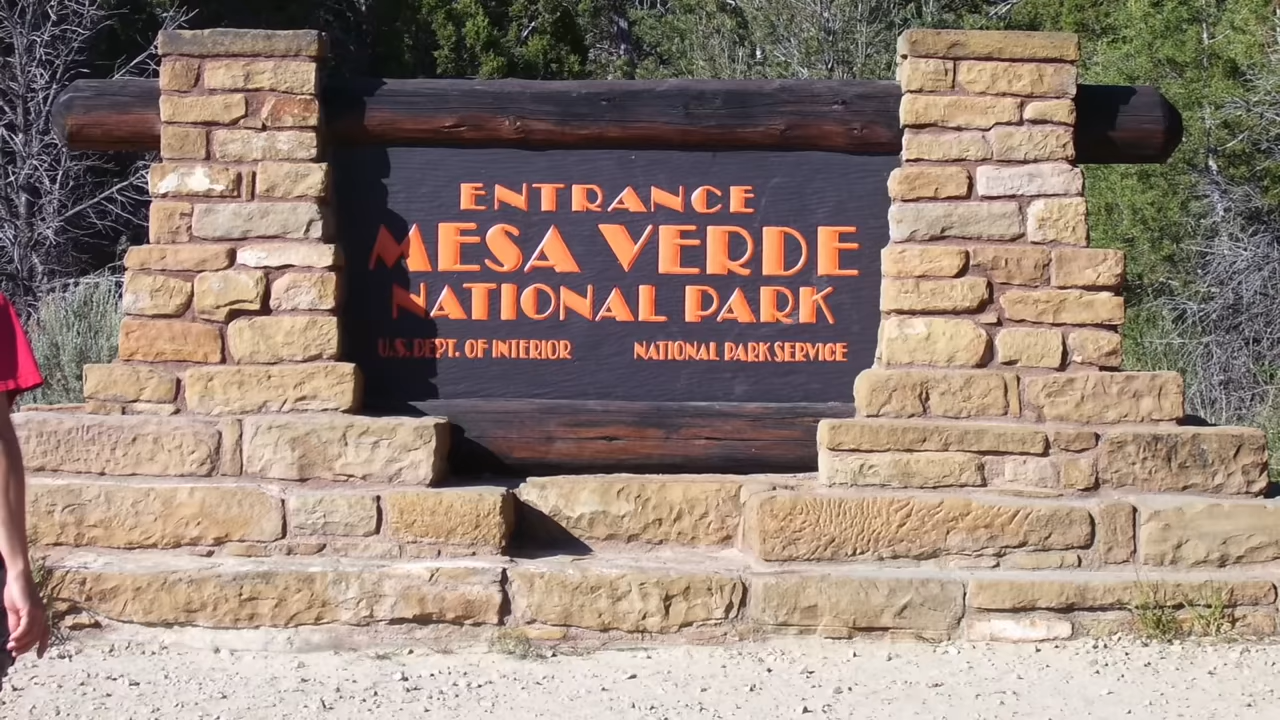 ENTRANCE
MESA VERDE
NATIONAL PARK
U.S. DEPT. OF INTERIOR NATIONAL PARK SERVICE